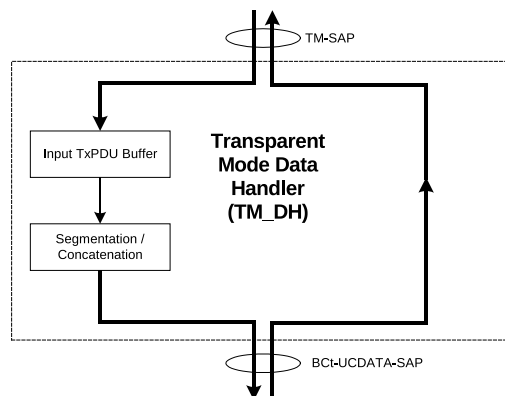 TM-SAP
Input TxPDU Buffer
Transparent
Mode Data
Handler
(TM_DH)
Segmentation /
Concatenation
BCt-UCDATA-SAP